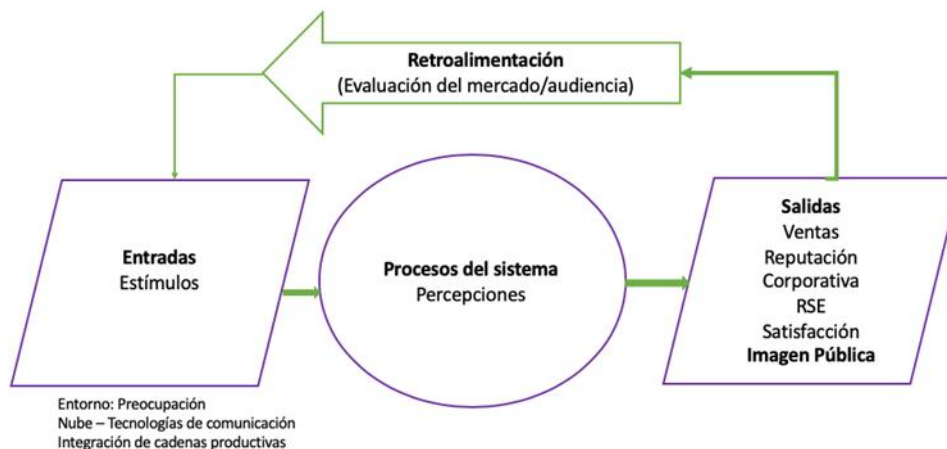 Retroalimentación
(Evaluación del mercado/audiencia)
Entradas
Estímulos
Procesos del sistema
Percepciones
Salidas
Ventas
Reputación
Corporativa
RSE
Satisfacción
Imagen Pública
Entorno: Preocupación
Nube – Tecnologías de comunicación
Integración de cadenas productivas